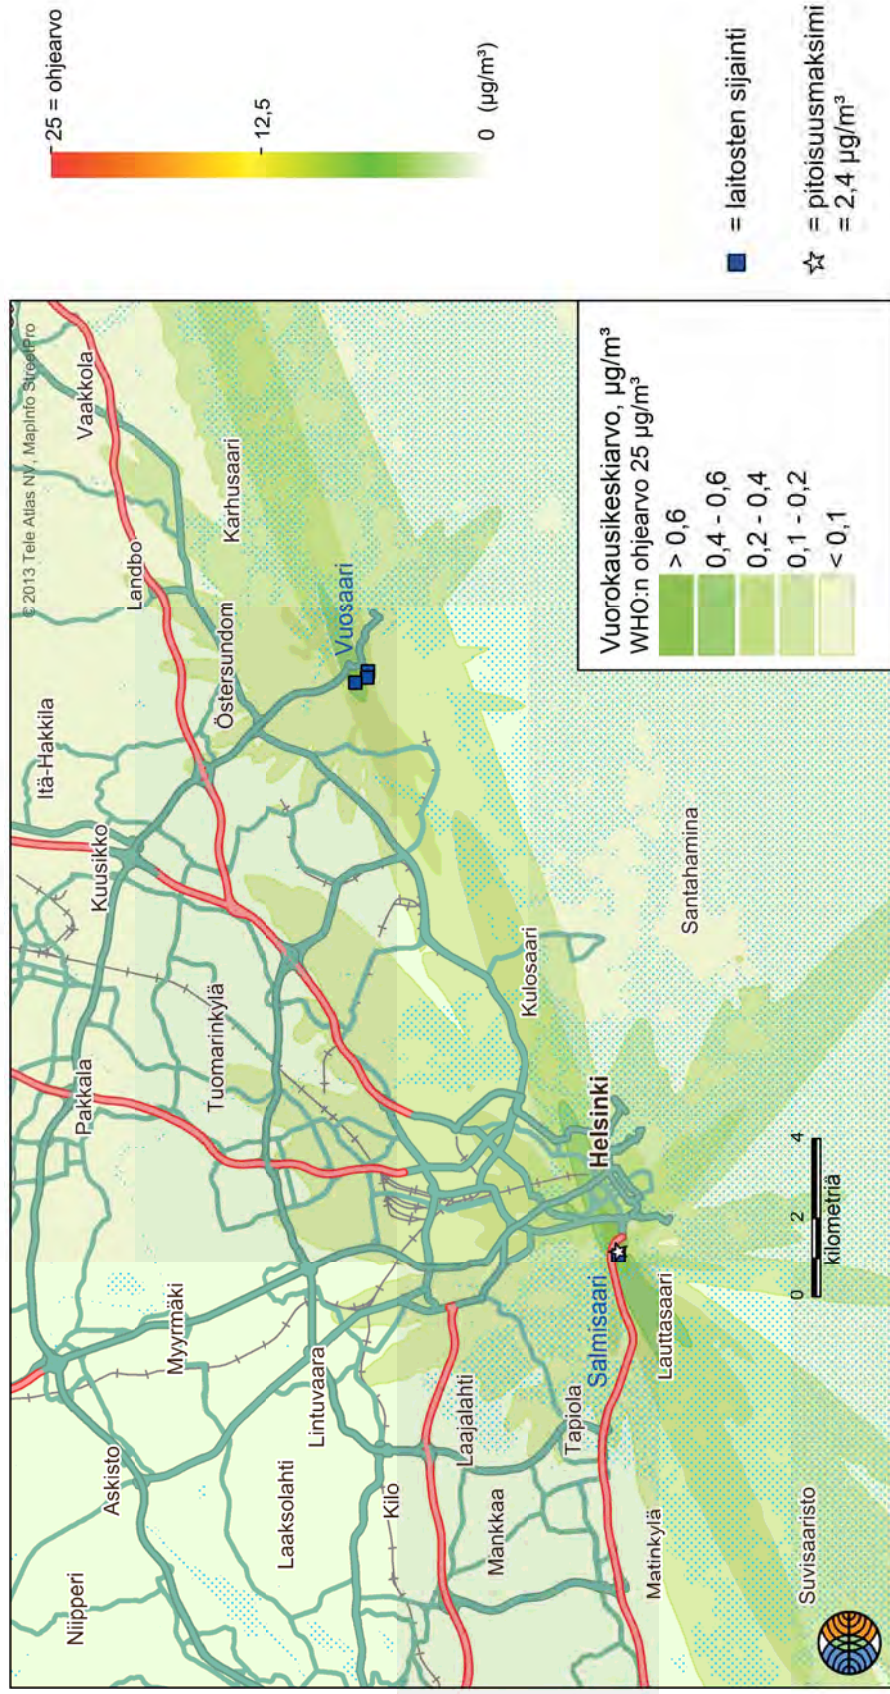 © 2013 Tele Atlas NV, MapInfo StreetPro
Niipperi
Askisto
Myyrmäki
Pakkala
Kuusikko
Itä-Hakkila
Landbo
Vaakkola
Laaksolahti
Lintuvaara
Tuomarinkylä
Östersundom
Karhusaari
Kilo
Vuosaari
Mankkaa
Laajalahti
Tapiola
Kulosaari
Matinkylä
Salmisaari
Lauttasaari
Helsinki
Santahamina
Suvisaaristo
0 2 4
kilometriä
Vuorokausikeskiarvo, µg/m³
WHO:n ohjearvo 25 µg/m³
> 0,6
0,4 - 0,6
0,2 - 0,4
0,1 - 0,2
< 0,1
25 = ohjearvo
12,5
0 (µg/m³)
= laitosten sijainti
= pitoisuusmaksimi
= 2,4 µg/m³